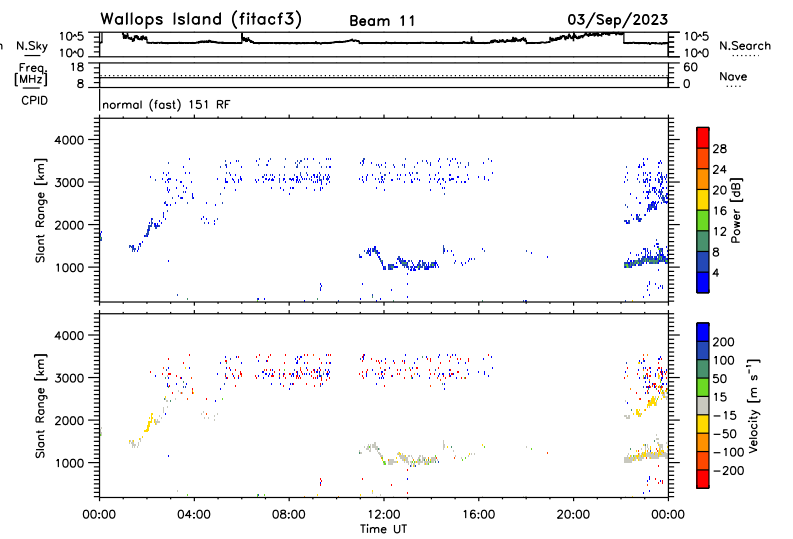 Wallops Island (fitacf3) Beam 11 03/Sep/2023
n N.Sky 10^5 10^0 10^5 10^0 N.Search
Freq. [MHz] 18 8 60 0 Nave
CPID normal (fast) 151 RF
Slant Range [km]
4000
3000
2000
1000
28
24
20
16
12
8
4
Power [dB]
Slant Range [km]
4000
3000
2000
1000
200
100
50
15
-15
-50
-100
-200
Velocity [m s⁻¹]
00:00 04:00 08:00 12:00 16:00 20:00 00:00
Time UT